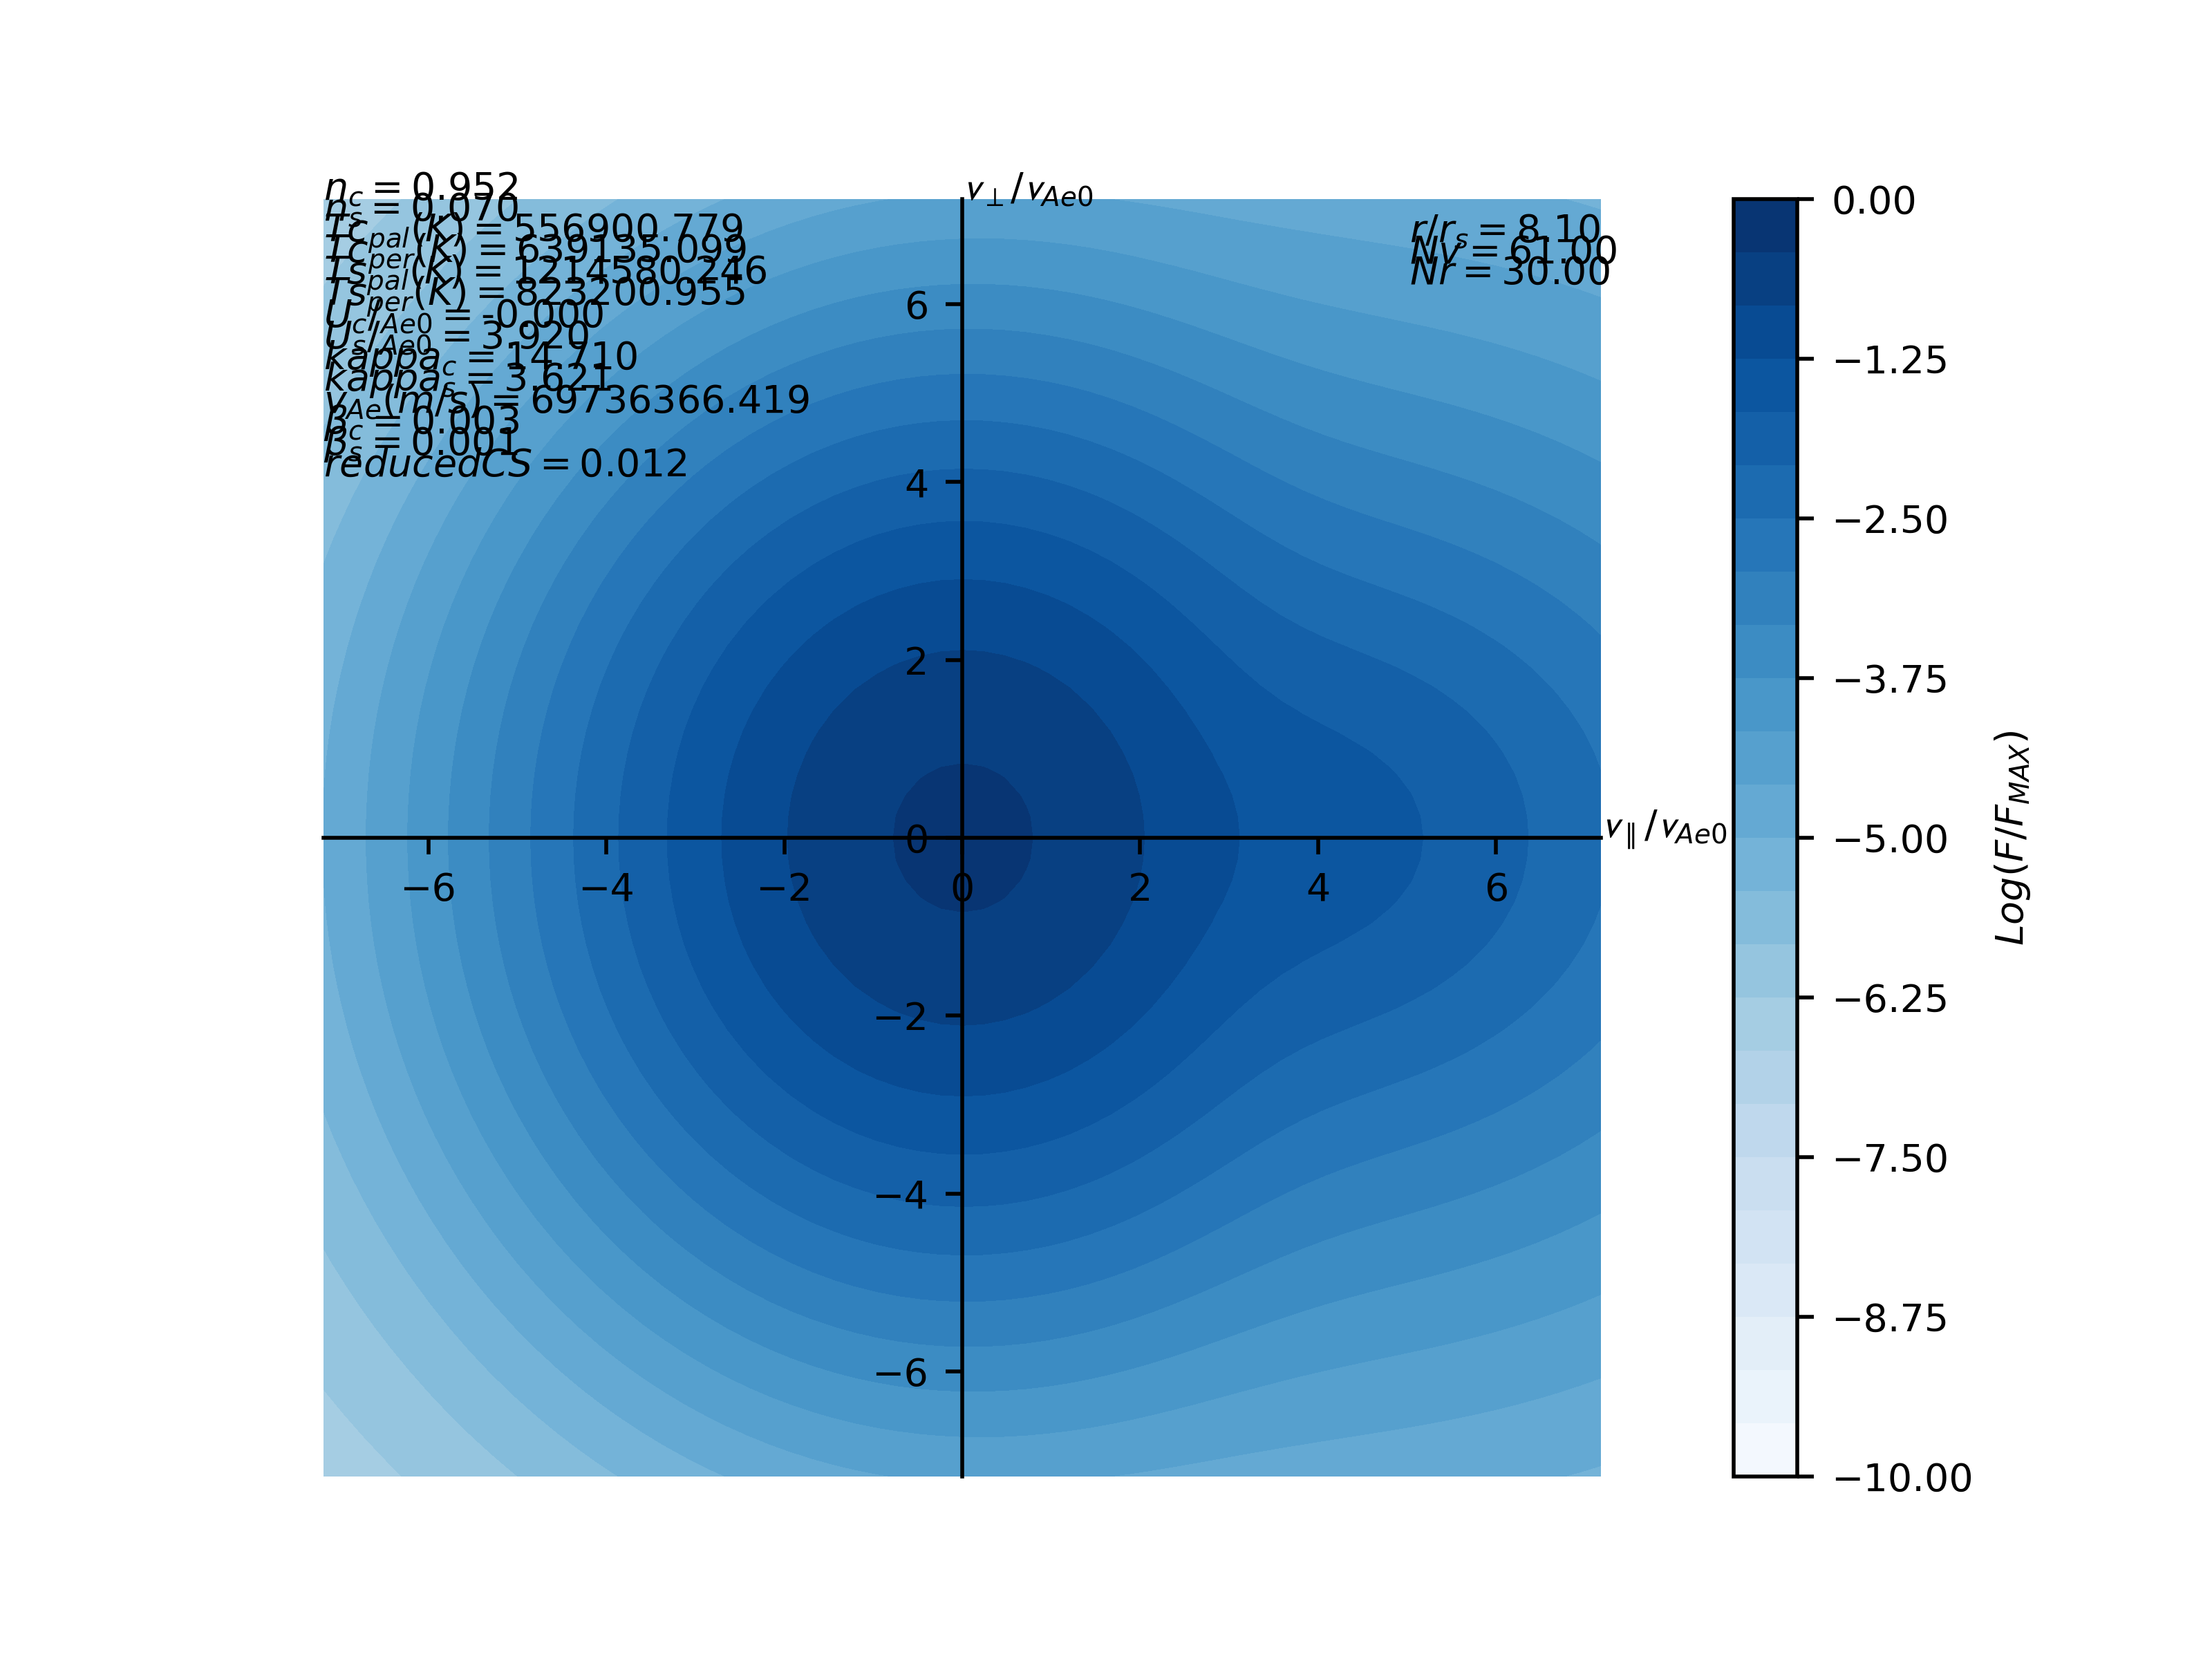 n_c = 0.952
n_s = 0.070
Tc_pal(K) = 556900.779
Tc_per(K) = 639135.099
Ts_pal(K) = 1214580.246
Ts_per(K) = 823200.955
U_c/Ae0 = -0.000
U_s/Ae0 = 3.920
kappa_c = 14.710
kappa_s = 3.621
v_Ae(m/s) = 69736366.419
β_c = 0.003
β_s = 0.001
reducedCS = 0.012
v⊥/v_Ae0
r/r_s = 8.10
Nv = 61.00
Nr = 30.00
6
4
2
0
−2
−4
−6
−6 −4 −2 0 2 4 6
v∥/v_Ae0
0.00
−1.25
−2.50
−3.75
−5.00
−6.25
−7.50
−8.75
−10.00
Log(F/F_MAX)